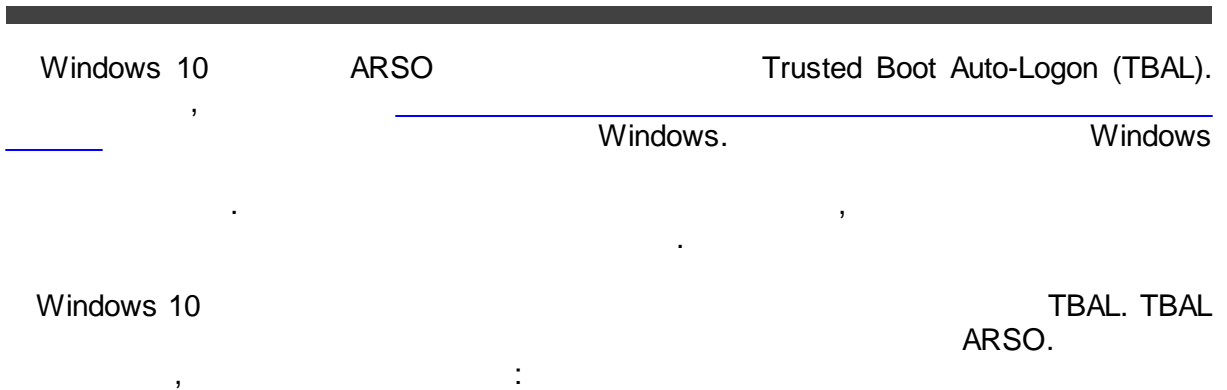 Windows 10 ARSO Trusted Boot Auto-Logon (TBAL).
,
Windows. Windows
. ,
.
Windows 10 TBAL. TBAL
ARSO.
, :